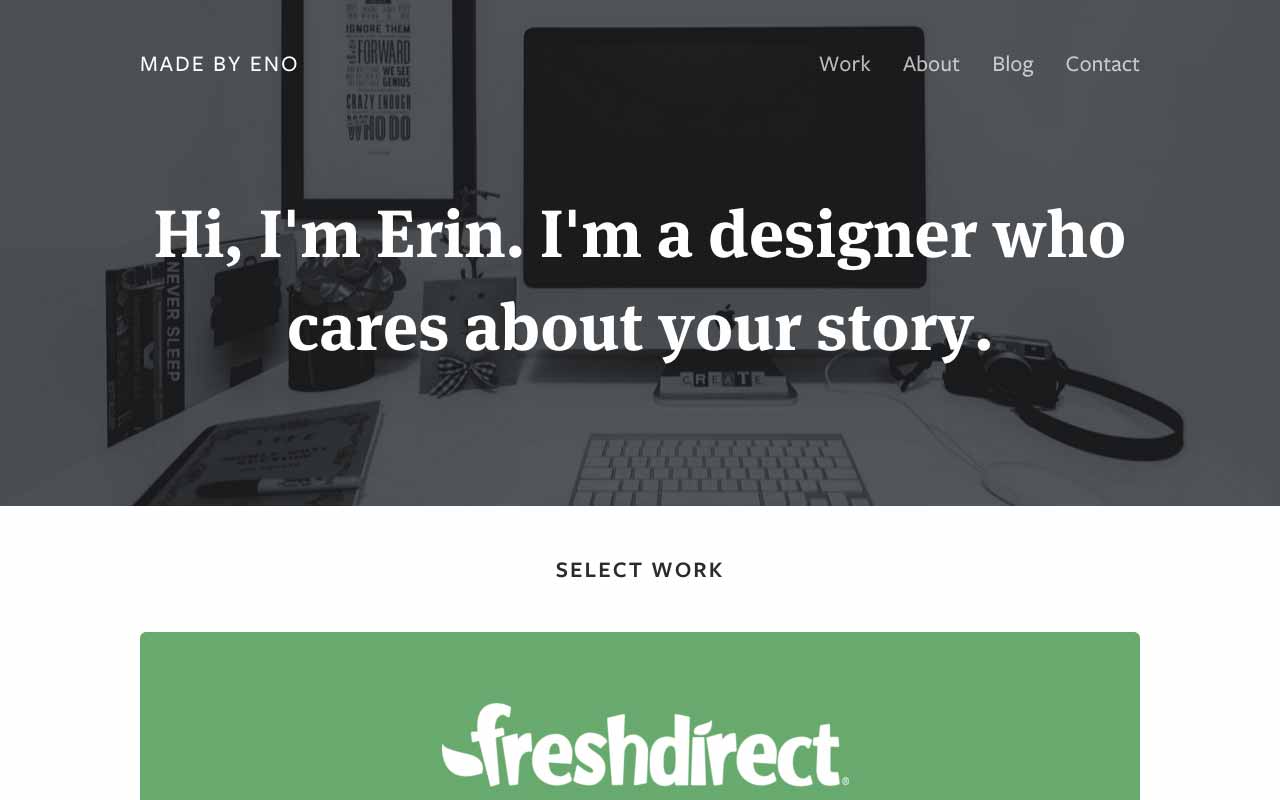 IGNORE THEM
FORWARD
WE SEE
GENIUS
CRAZY ENOUGH
WHO DO
MADE BY ENO
Work About Blog Contact
Hi, I'm Erin. I'm a designer who
cares about your story.
NEVER SLEEP
CREATE
LIFE
SELECT WORK
freshdirect®